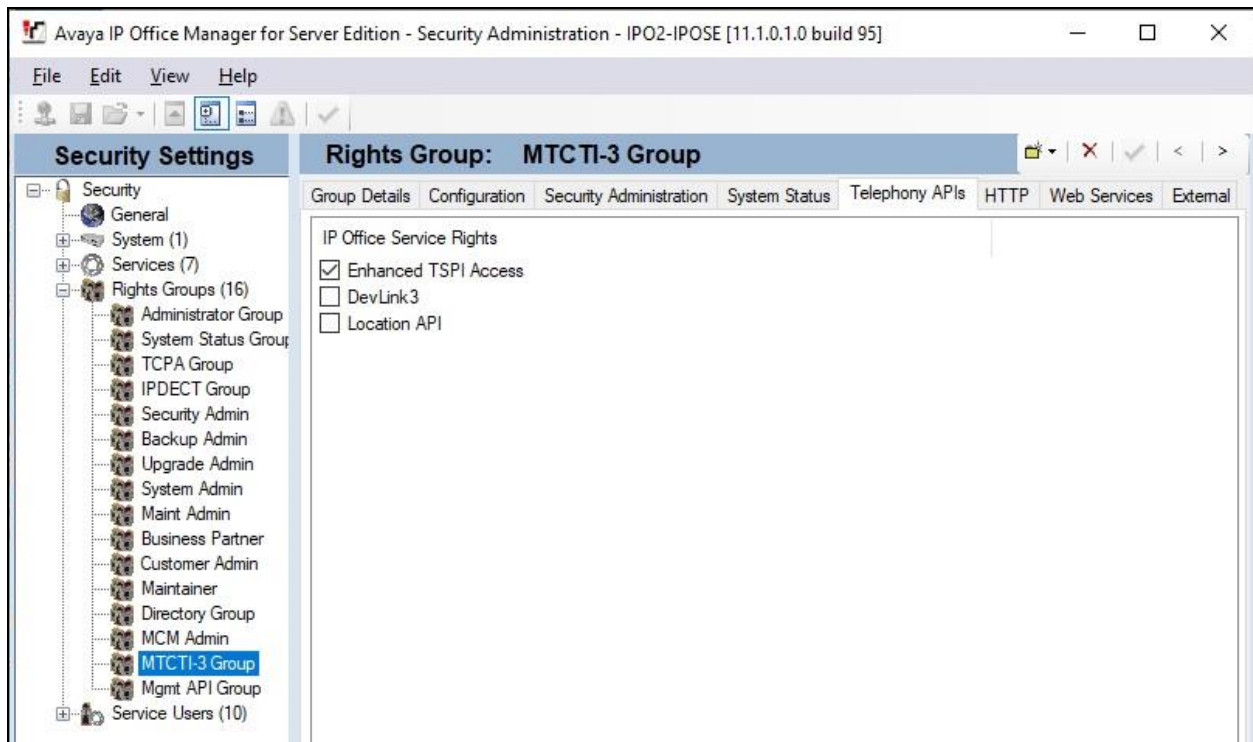 Avaya IP Office Manager for Server Edition - Security Administration - IPO2-IPOSE [11.1.0.1.0 build 95]
File Edit View Help
Security Settings
Security
General
System (1)
Services (7)
Rights Groups (16)
Administrator Group
System Status Group
TCPA Group
IPDECT Group
Security Admin
Backup Admin
Upgrade Admin
System Admin
Maint Admin
Business Partner
Customer Admin
Maintainer
Directory Group
MCM Admin
MTCTI-3 Group
Mgmt API Group
Service Users (10)
Rights Group: MTCTI-3 Group
Group Details Configuration Security Administration System Status Telephony APIs HTTP Web Services External
IP Office Service Rights
Enhanced TSPI Access
DevLink3
Location API